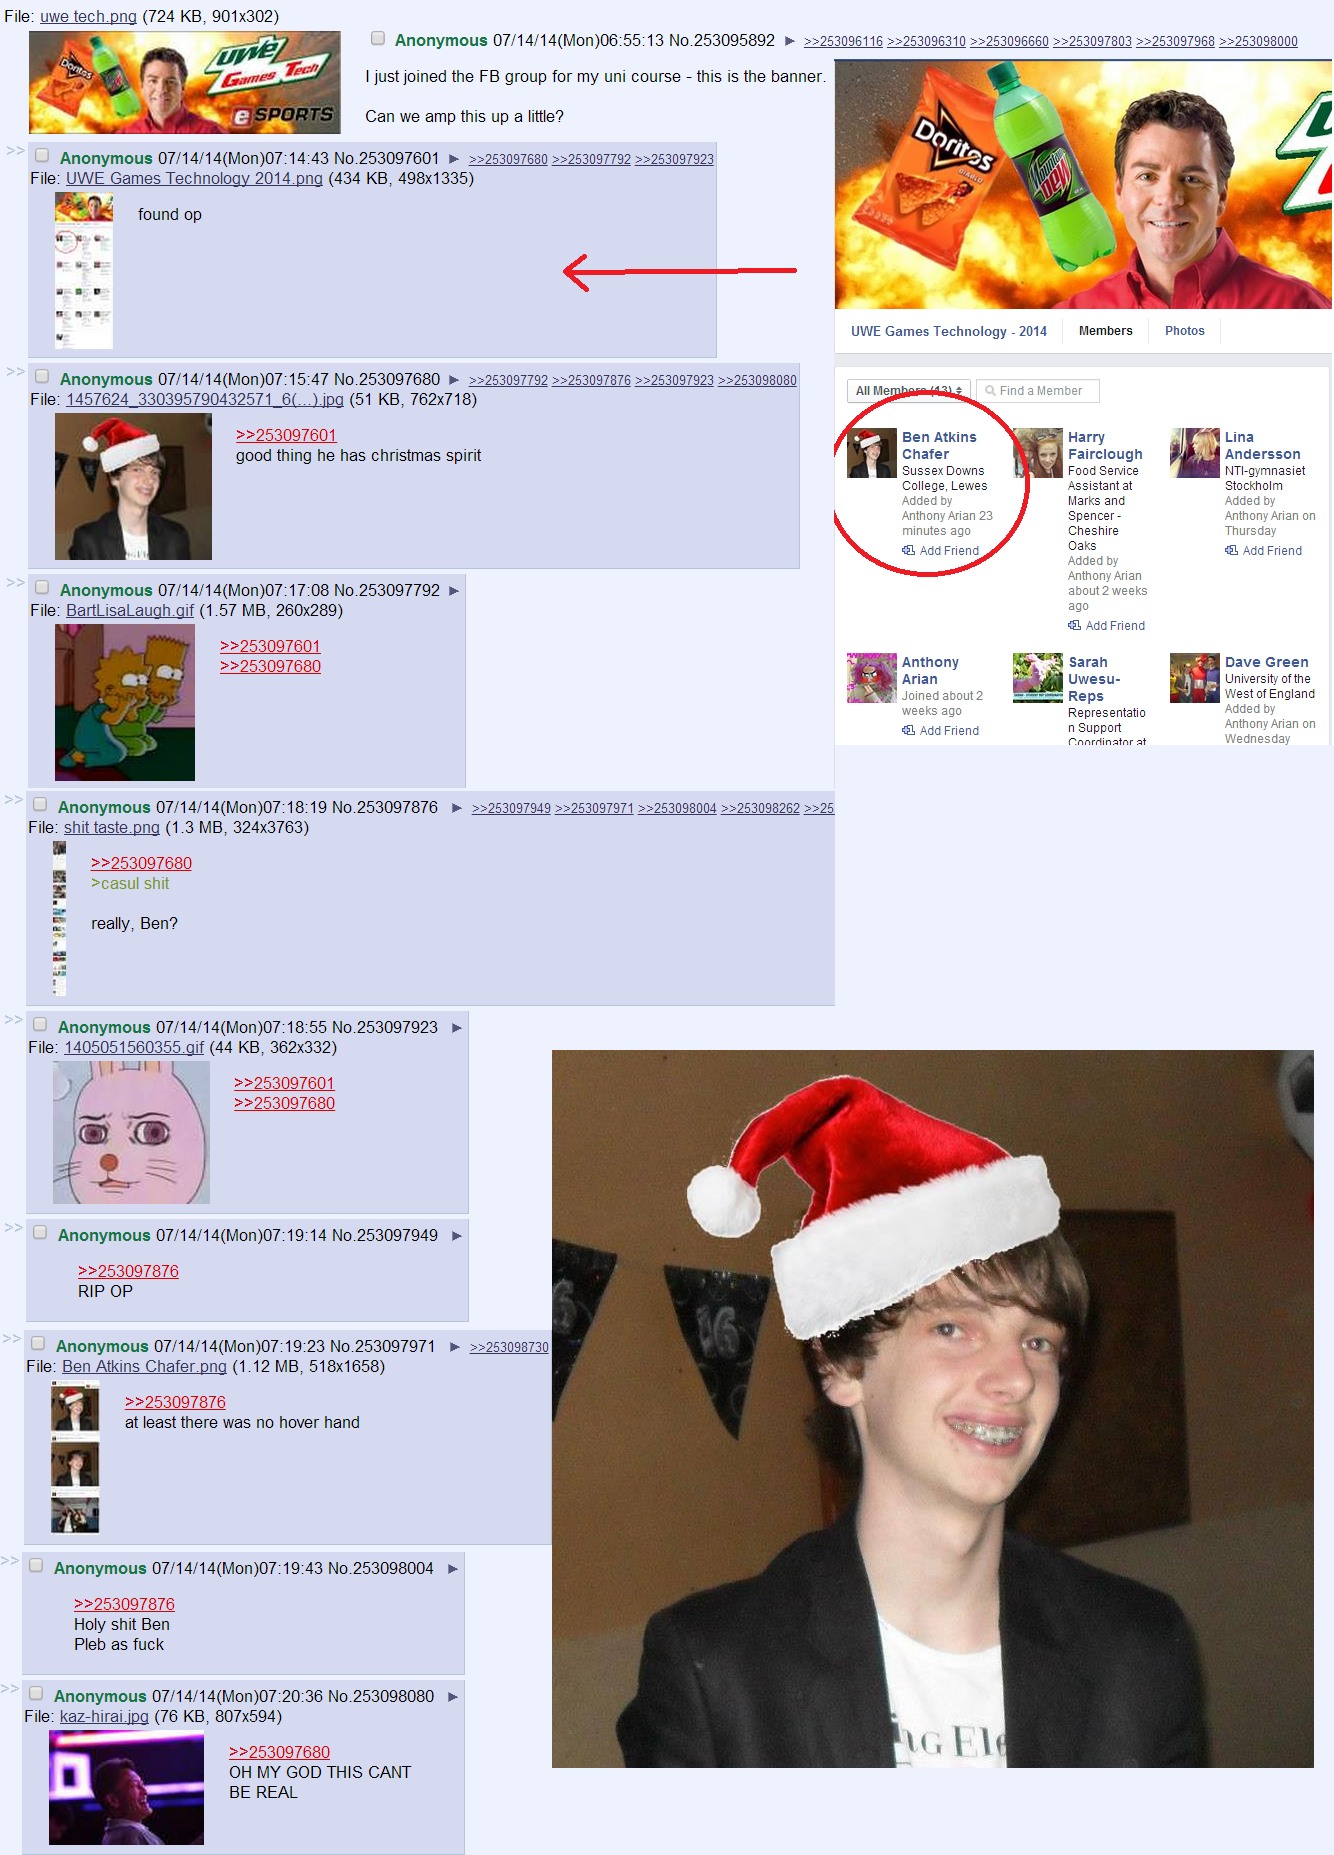 File: uwe tech.png (724 KB, 901x302)
uwe
Games Tech
Doritos
e SPORTS
Anonymous 07/14/14(Mon)06:55:13 No.253095892 ► >>253096116 >>253096310 >>253096660 >>253097803 >>253097968 >>253098000
I just joined the FB group for my uni course - this is the banner.
Can we amp this up a little?
>> Anonymous 07/14/14(Mon)07:14:43 No.253097601 ► >>253097680 >>253097792 >>253097923
File: UWE Games Technology 2014.png (434 KB, 498x1335)
found op
>> Anonymous 07/14/14(Mon)07:15:47 No.253097680 ► >>253097792 >>253097876 >>253097923 >>253098080
File: 1457624_330395790432571_6(...).jpg (51 KB, 762x718)
>>253097601
good thing he has christmas spirit
>> Anonymous 07/14/14(Mon)07:17:08 No.253097792 ►
File: BartLisaLaugh.gif (1.57 MB, 260x289)
>>253097601
>>253097680
>> Anonymous 07/14/14(Mon)07:18:19 No.253097876 ► >>253097949 >>253097971 >>253098004 >>253098262 >>25
File: shit taste.png (1.3 MB, 324x3763)
>>253097680
>casul shit
really, Ben?
>> Anonymous 07/14/14(Mon)07:18:55 No.253097923 ►
File: 1405051560355.gif (44 KB, 362x332)
>>253097601
>>253097680
>> Anonymous 07/14/14(Mon)07:19:14 No.253097949 ►
>>253097876
RIP OP
>> Anonymous 07/14/14(Mon)07:19:23 No.253097971 ► >>253098730
File: Ben Atkins Chafer.png (1.12 MB, 518x1658)
>>253097876
at least there was no hover hand
>> Anonymous 07/14/14(Mon)07:19:43 No.253098004 ►
>>253097876
Holy shit Ben
Pleb as fuck
>> Anonymous 07/14/14(Mon)07:20:36 No.253098080 ►
File: kaz-hirai.jpg (76 KB, 807x594)
>>253097680
OH MY GOD THIS CANT
BE REAL
Doritos
DIABLO
Mountain
Dew
UWE Games Technology - 2014
Members
Photos
All Members (13)
Find a Member
Ben Atkins
Chafer
Sussex Downs
College, Lewes
Added by
Anthony Arian 23
minutes ago
Add Friend
Harry
Fairclough
Food Service
Assistant at
Marks and
Spencer -
Cheshire
Oaks
Added by
Anthony Arian
about 2 weeks
ago
Add Friend
Lina
Andersson
NTI-gymnasiet
Stockholm
Added by
Anthony Arian on
Thursday
Add Friend
Anthony
Arian
Joined about 2
weeks ago
Add Friend
Sarah
Uwesu-
Reps
Representatio
n Support
Coordinator at
Dave Green
University of the
West of England
Added by
Anthony Arian on
Wednesday
16